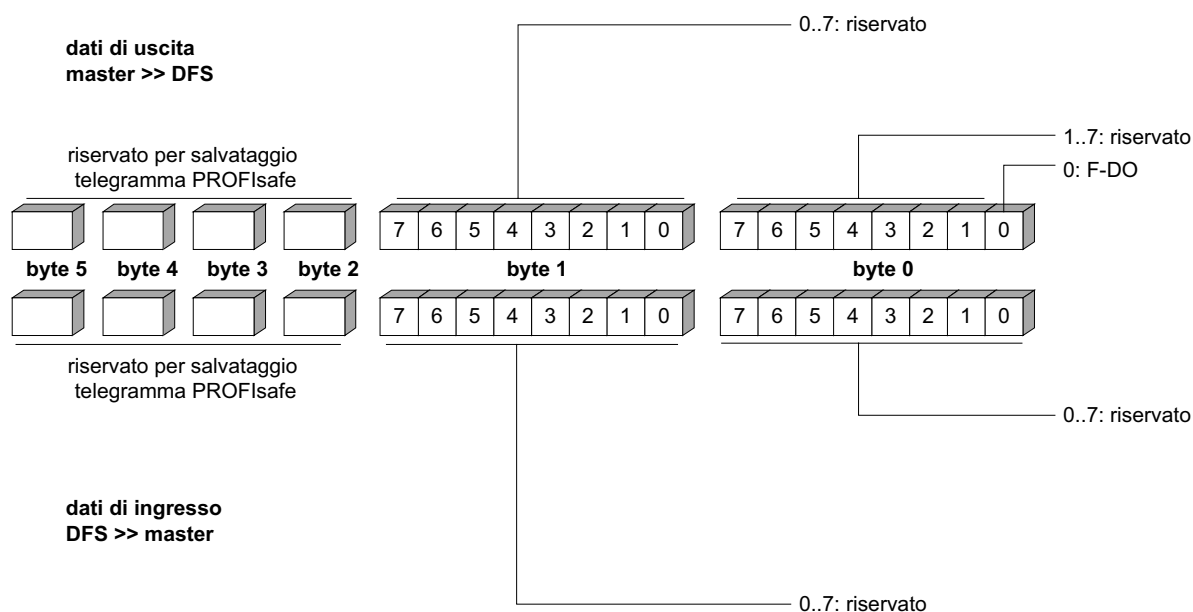 0..7: riservato
dati di uscita
master >> DFS
1..7: riservato
riservato per salvataggio
telegramma PROFIsafe
0: F-DO
7 6 5 4 3 2 1 0 7 6 5 4 3 2 1 0
byte 5 byte 4 byte 3 byte 2 byte 1 byte 0
7 6 5 4 3 2 1 0 7 6 5 4 3 2 1 0
riservato per salvataggio
telegramma PROFIsafe
0..7: riservato
dati di ingresso
DFS >> master
0..7: riservato